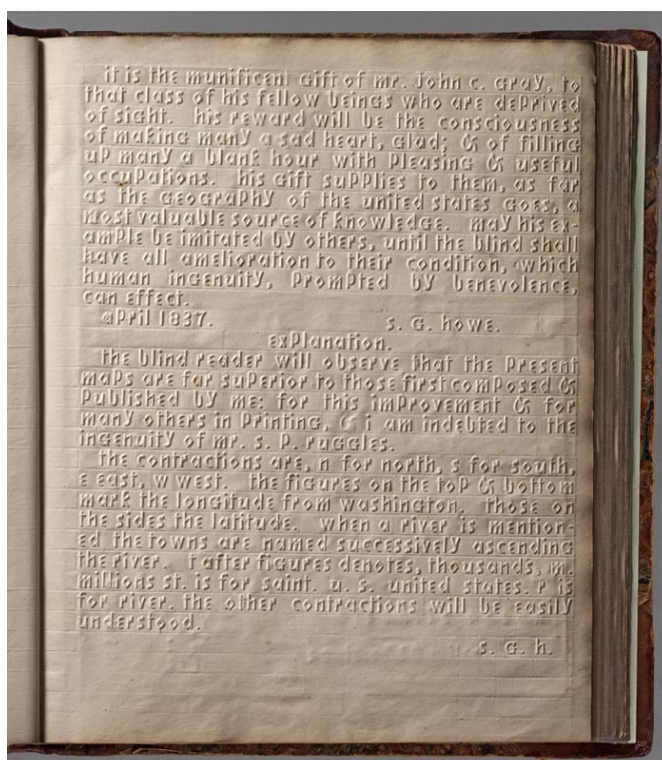 it is the munificent Gift of mr. John c. Gray, to
that class of his fellow beings who are deprived
of sight. his reward will be the consciousness
of making many a sad heart, Glad; & of filling
up many a blank hour with pleasing & useful
occupations. his Gift supplies to them, as far
as the Geography of the united states Goes, a
most valuable source of knowledge. may his ex-
ample be imitated by others, until the blind shall
have all amelioration to their condition, which
human ingenuity, prompted by benevolence,
can effect.
april 1837. s. G. howe.
explanation.
the blind reader will observe that the present
maps are far superior to those first composed &
published by me: for this improvement & for
many others in printing, & i am indebted to the
ingenuity of mr. s. p. ruggles.
the contractions are, n for north, s for south,
e east, w west. the figures on the top & bottom
mark the longitude from washington, those on
the sides the latitude. when a river is mention-
ed the towns are named successively ascending
the river. t after figures denotes, thousands, m.
millions st. is for saint. u. s. united states. r is
for river. the other contractions will be easily
understood.
s. G. h.